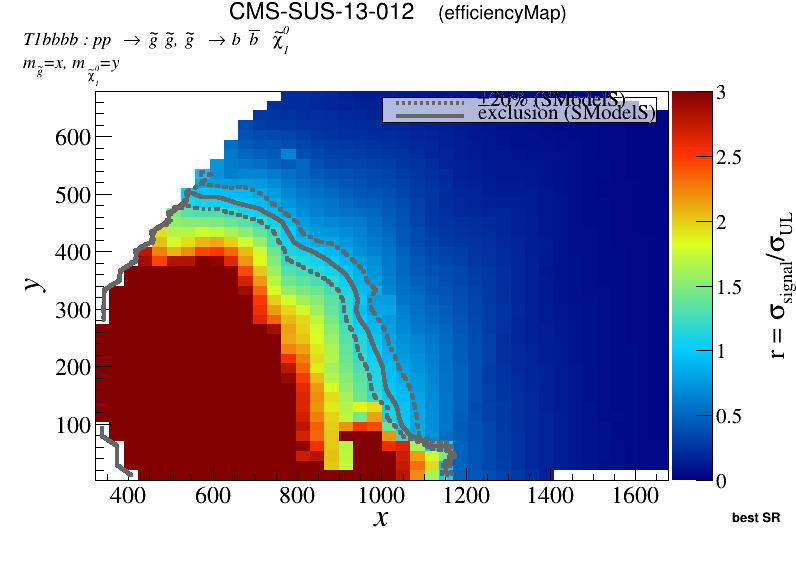 CMS-SUS-13-012 (efficiencyMap)
T1bbbb : pp → g̃ g̃, g̃ → b b̅ χ̃⁰₁
m_g̃=x, m_χ̃⁰₁=y
±20% (SModelS)
exclusion (SModelS)
600
500
400
300
200
100
y
400 600 800 1000 1200 1400 1600
x
3
2.5
2
1.5
1
0.5
0
r = σ_signal/σ_UL
best SR